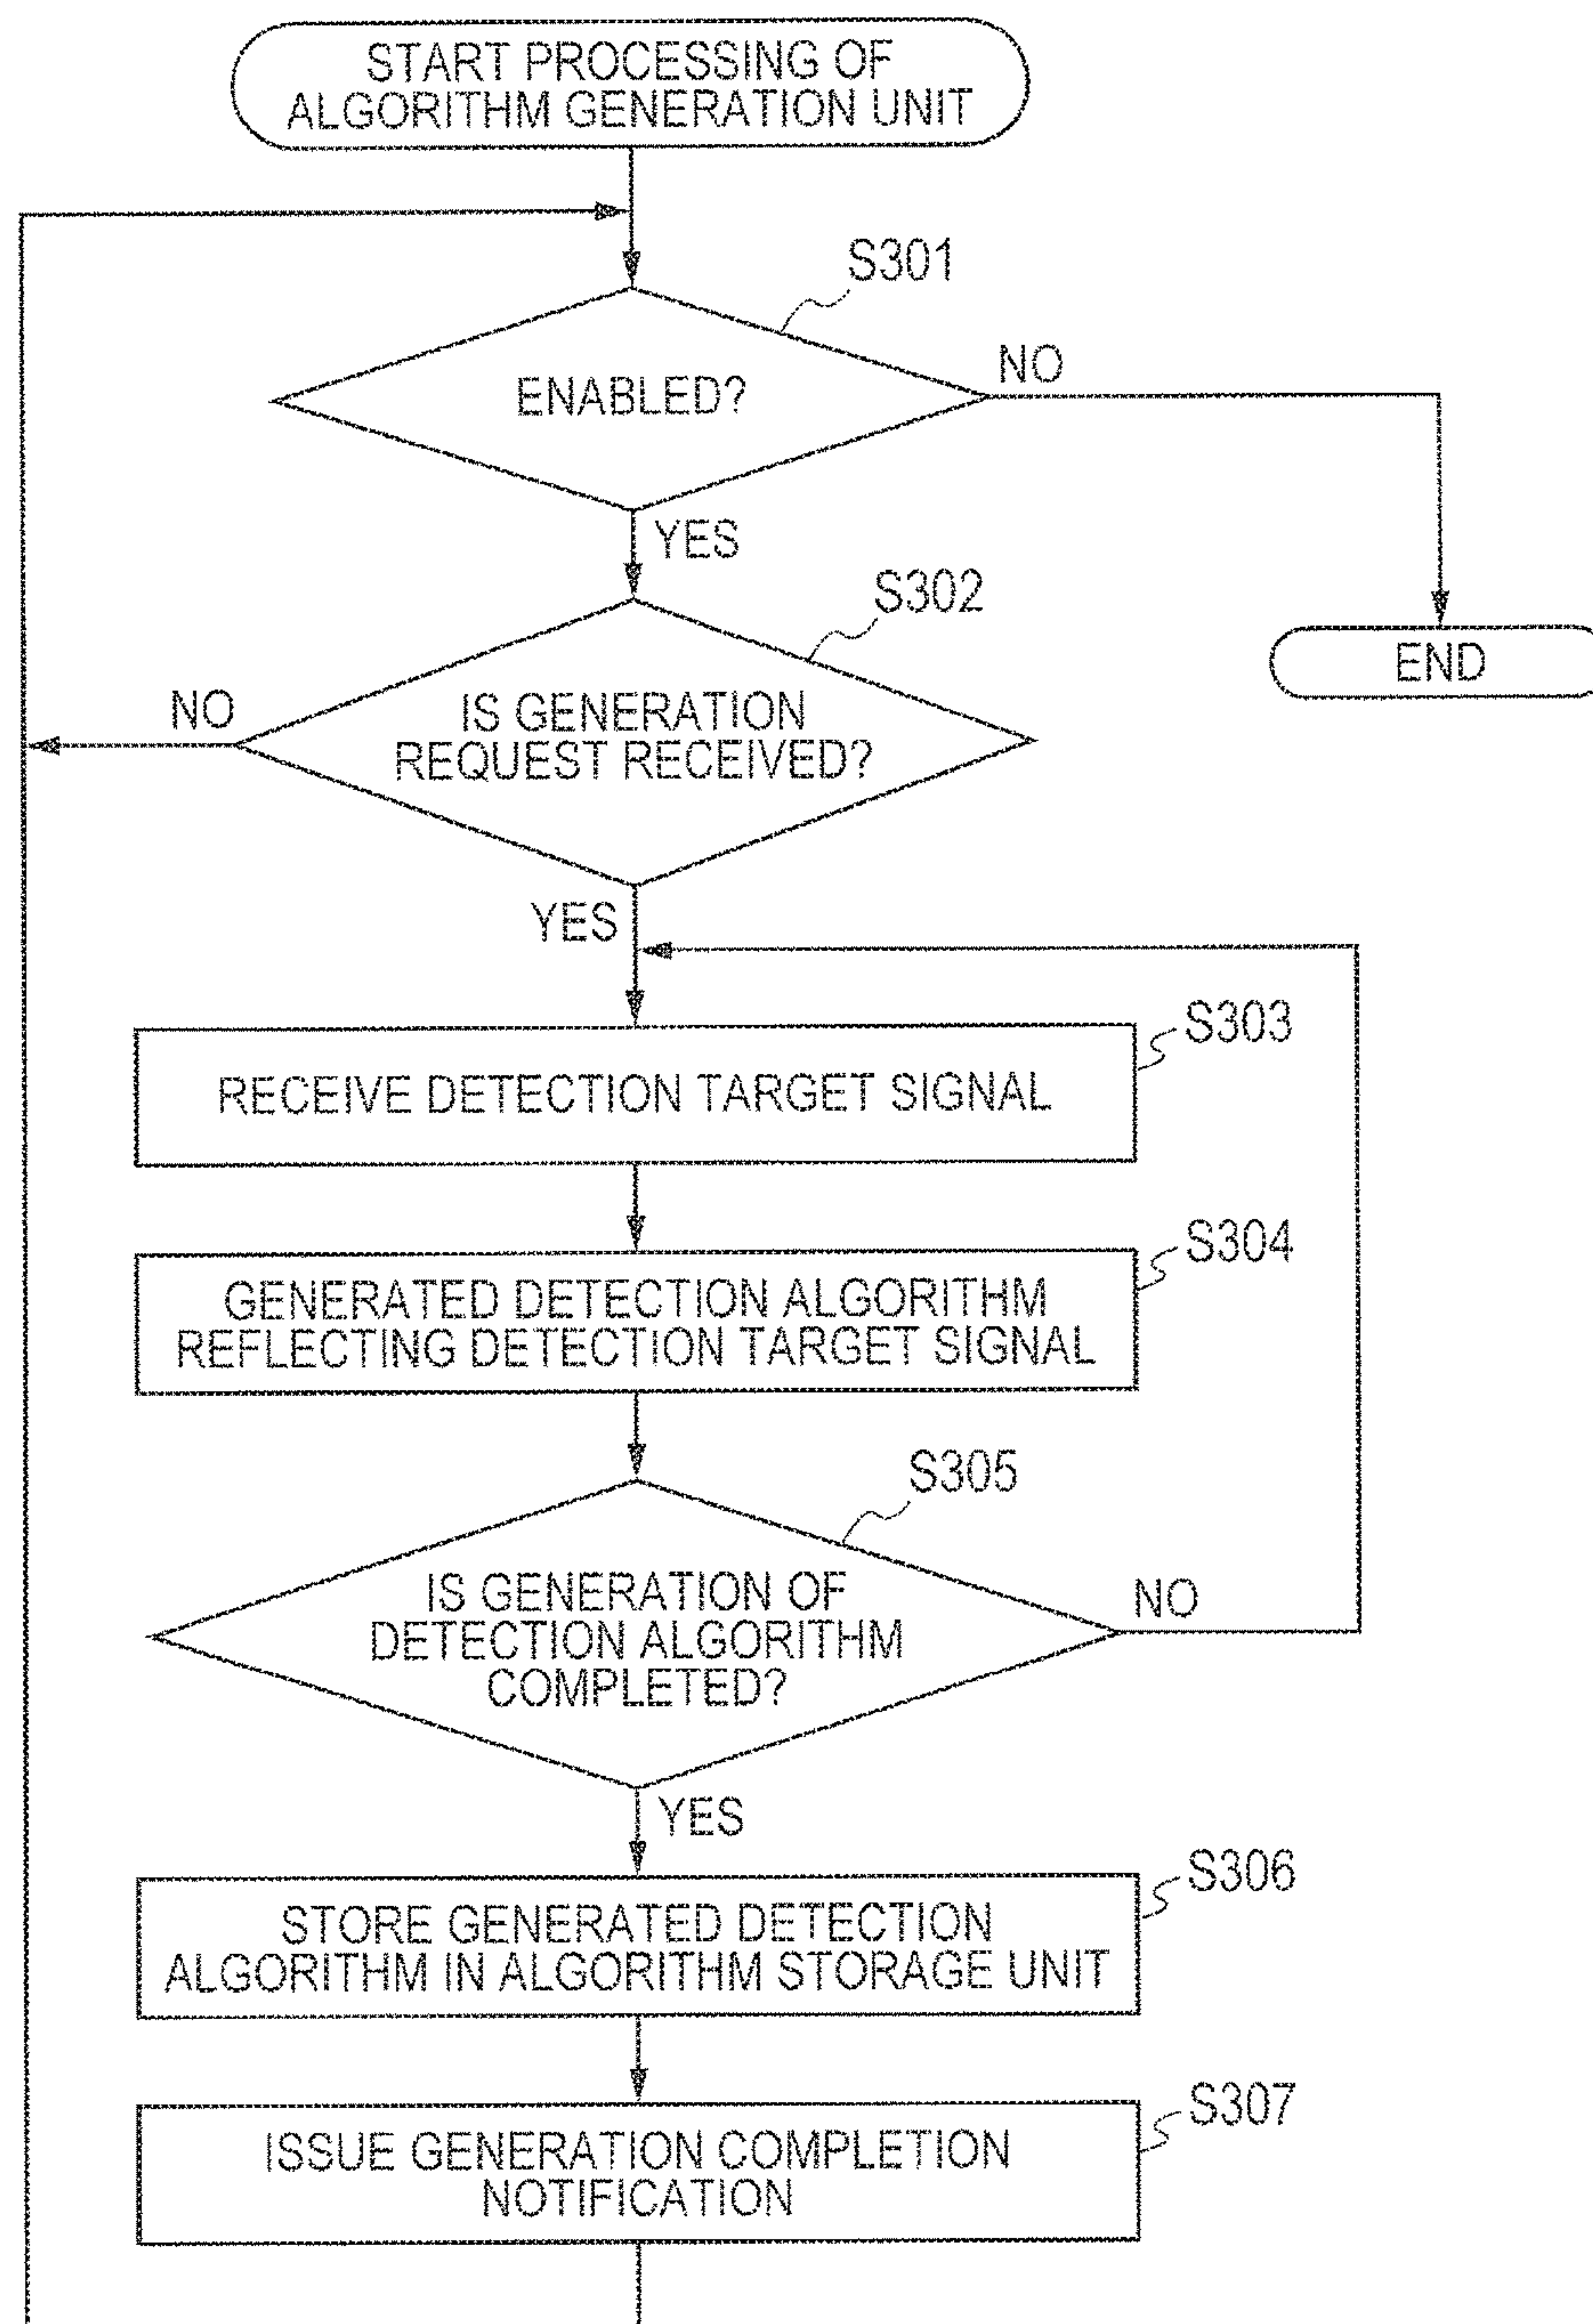 START PROCESSING OF
ALGORITHM GENERATION UNIT
S301
ENABLED?
NO
YES
S302
END
NO
IS GENERATION
REQUEST RECEIVED?
YES
S303
RECEIVE DETECTION TARGET SIGNAL
S304
GENERATED DETECTION ALGORITHM
REFLECTING DETECTION TARGET SIGNAL
S305
IS GENERATION OF
DETECTION ALGORITHM
COMPLETED?
NO
YES
S306
STORE GENERATED DETECTION
ALGORITHM IN ALGORITHM STORAGE UNIT
S307
ISSUE GENERATION COMPLETION
NOTIFICATION